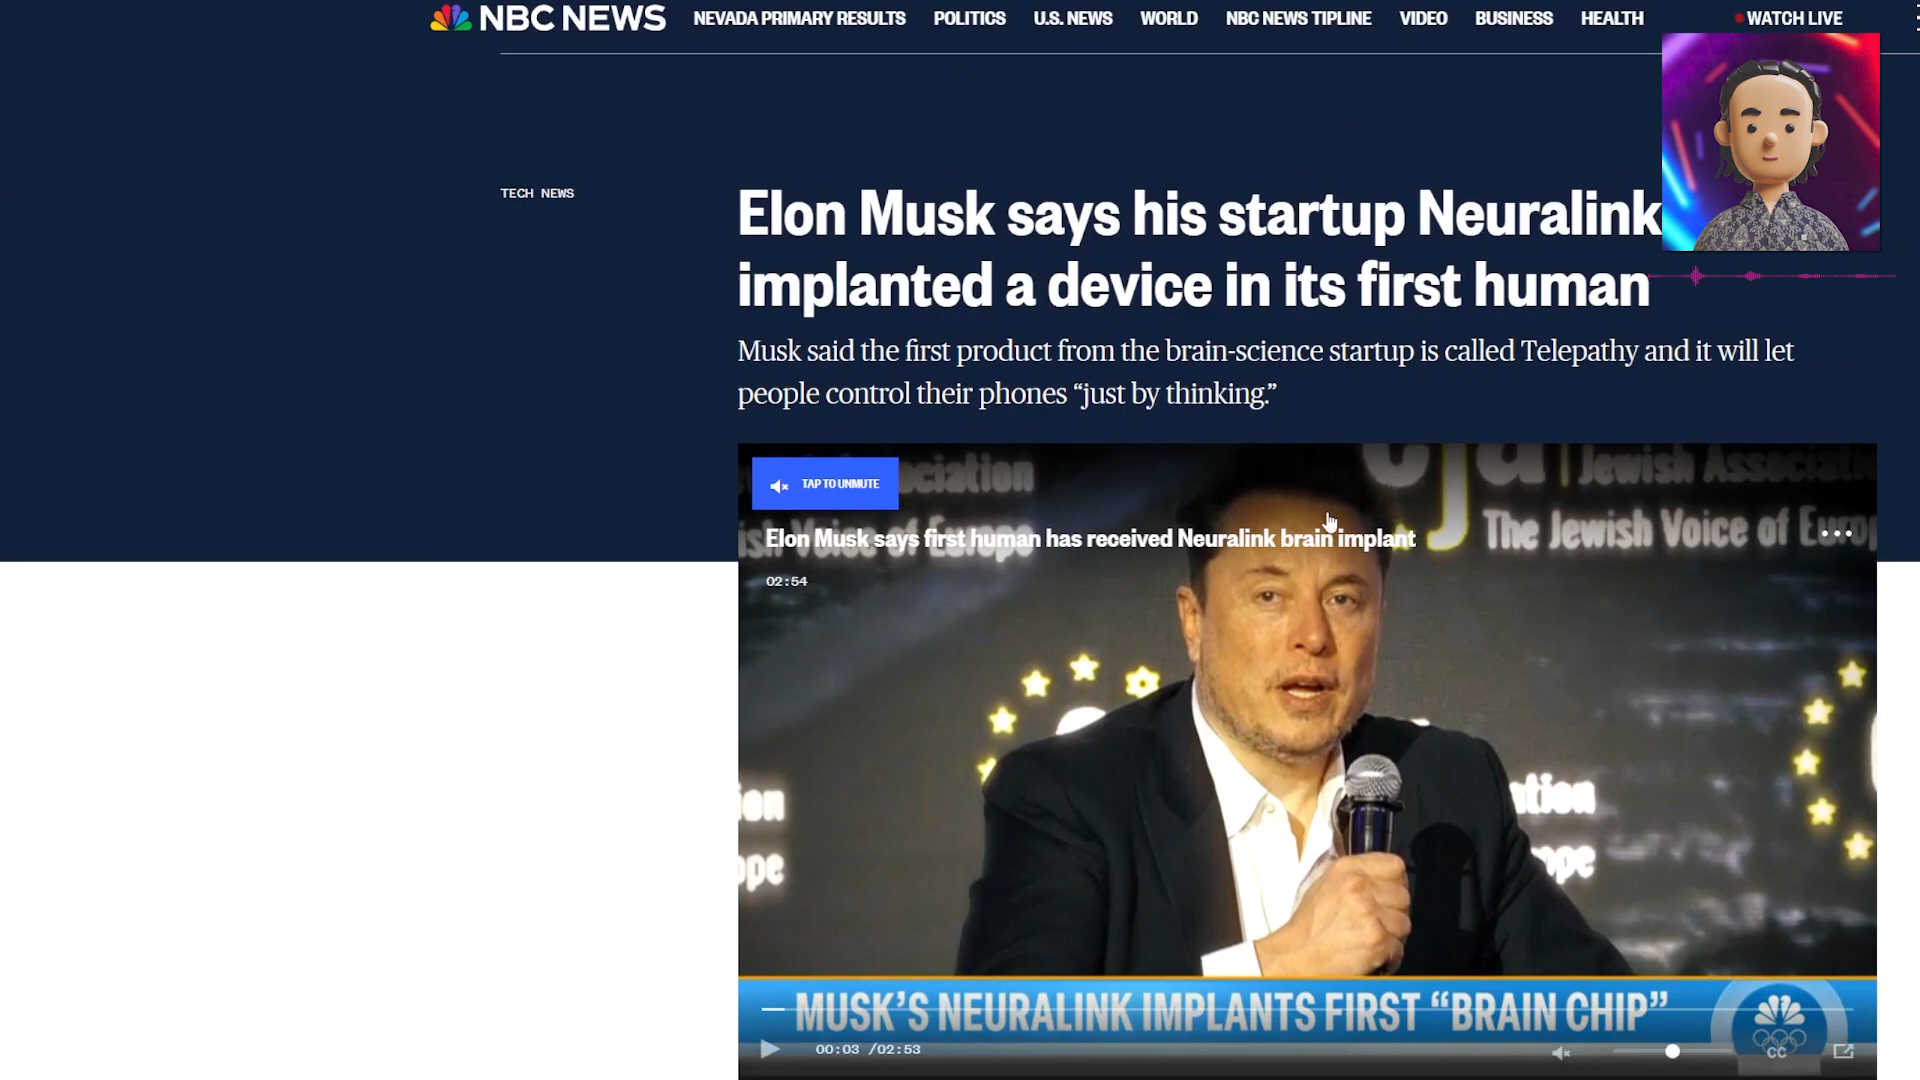 NBC NEWS
NEVADA PRIMARY RESULTS
POLITICS
U.S. NEWS
WORLD
NBC NEWS TIPLINE
VIDEO
BUSINESS
HEALTH
WATCH LIVE
TECH NEWS
Elon Musk says his startup Neuralink
implanted a device in its first human
Musk said the first product from the brain-science startup is called Telepathy and it will let
people control their phones “just by thinking.”
TAP TO UNMUTE
Jewish Association
The Jewish Voice of
Elon Musk says first human has received Neuralink brain implant
02:54
MUSK’S NEURALINK IMPLANTS FIRST “BRAIN CHIP”
00:03 /02:53
CC